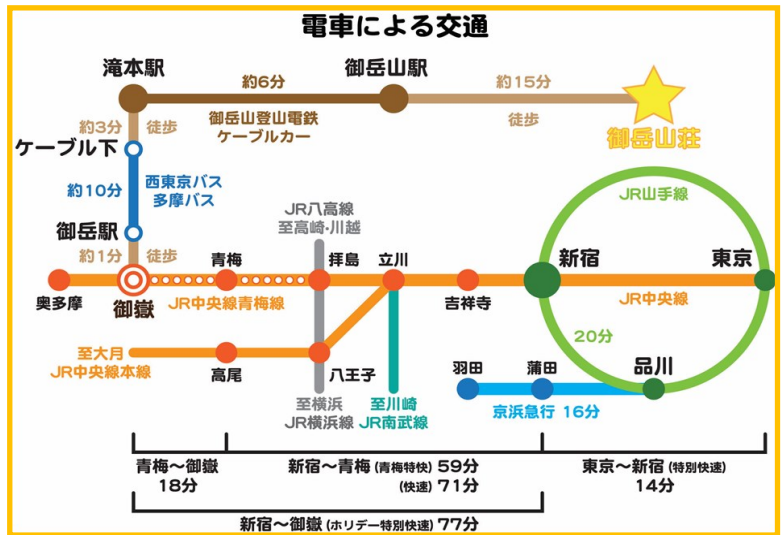 電車による交通
滝本駅
約6分
御岳山駅
約15分
御岳山登山電鉄
ケーブルカー
徒歩
御岳山荘
約3分
徒歩
ケーブル下
約10分
西東京バス
多摩バス
御岳駅
約1分
徒歩
JR八高線
至高崎・川越
JR山手線
青梅
拝島
立川
新宿
東京
奥多摩
御嶽
JR中央線青梅線
吉祥寺
JR中央線
20分
至大月
JR中央線本線
高尾
八王子
羽田
蒲田
品川
京浜急行 16分
至横浜
JR横浜線
至川崎
JR南武線
青梅～御嶽
18分
新宿～青梅 (青梅特快) 59分
(快速) 71分
東京～新宿 (特別快速)
14分
新宿～御嶽 (ホリデー特別快速) 77分